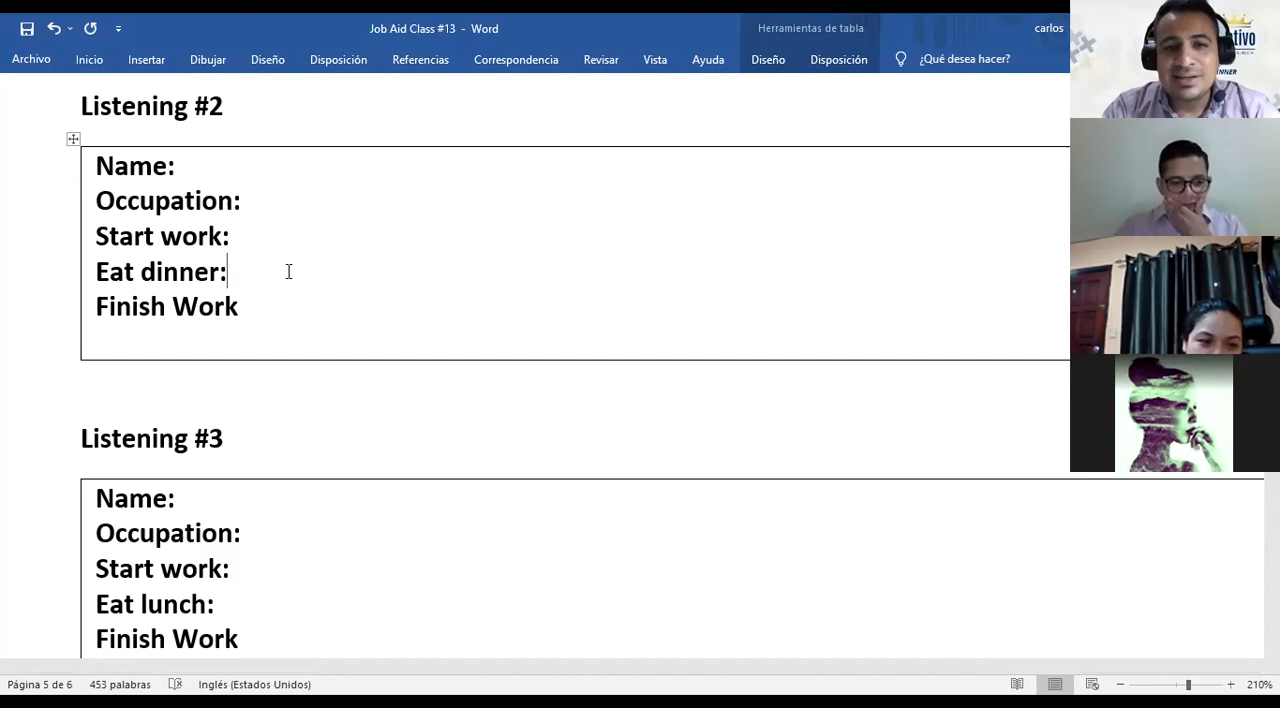 Job Aid Class #13 - Word
Herramientas de tabla
carlos
Archivo Inicio Insertar Dibujar Diseño Disposición Referencias Correspondencia Revisar Vista Ayuda Diseño Disposición ¿Qué desea hacer?
Listening #2
Name:
Occupation:
Start work:
Eat dinner:
Finish Work
Listening #3
Name:
Occupation:
Start work:
Eat lunch:
Finish Work
Página 5 de 6 453 palabras Inglés (Estados Unidos) 210%